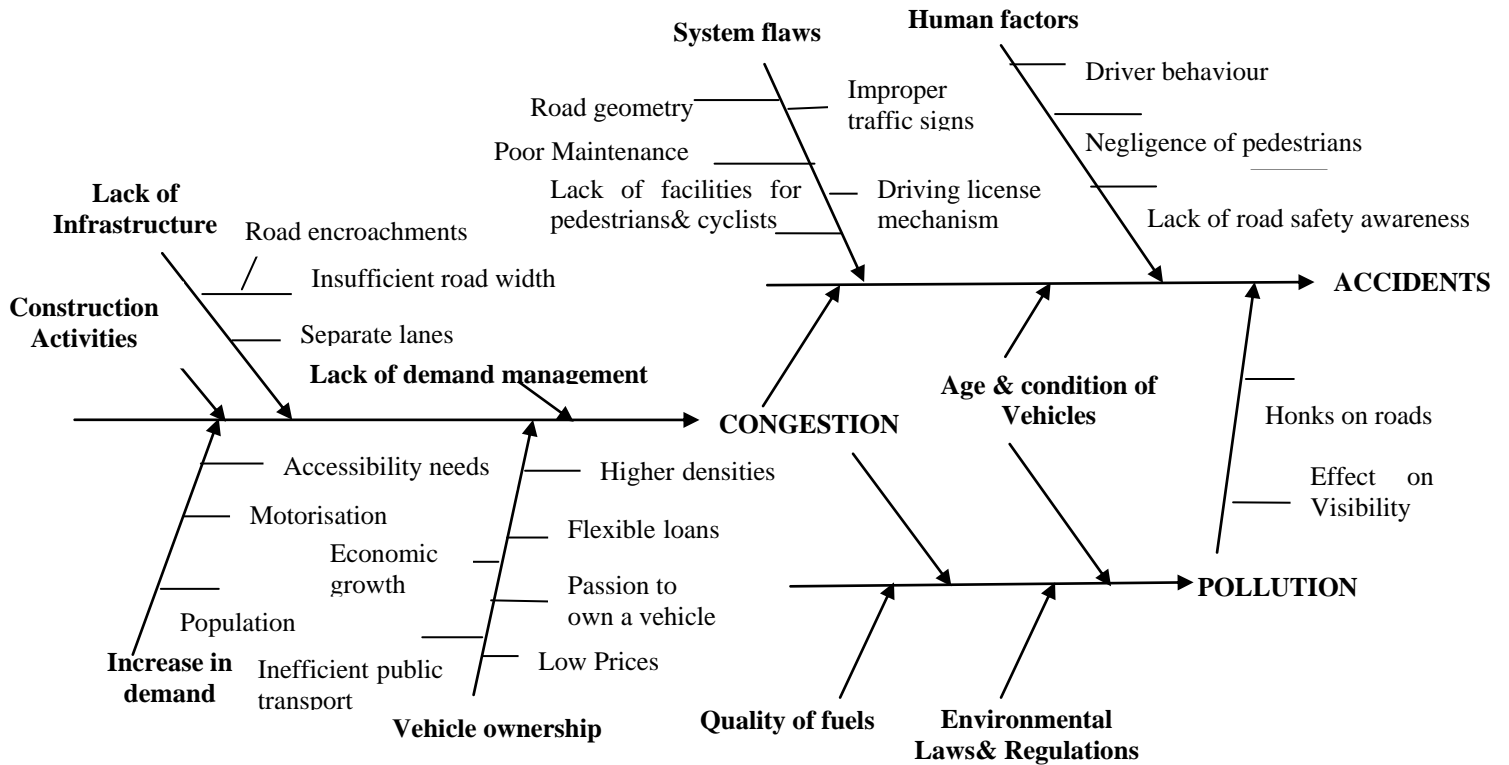 Human factors
System flaws
Driver behaviour
Improper
traffic signs
Road geometry
Negligence of pedestrians
Poor Maintenance
Lack of facilities for
pedestrians& cyclists
Driving license
mechanism
Lack of road safety awareness
Lack of
Infrastructure
Road encroachments
Insufficient road width
Separate lanes
Construction
Activities
ACCIDENTS
Lack of demand management
Age & condition of
Vehicles
CONGESTION
Honks on roads
Effect on
Visibility
Accessibility needs
Motorisation
Population
Increase in
demand
Higher densities
Flexible loans
Economic
growth
Passion to
own a vehicle
Inefficient public
transport
Low Prices
Vehicle ownership
POLLUTION
Quality of fuels
Environmental
Laws& Regulations